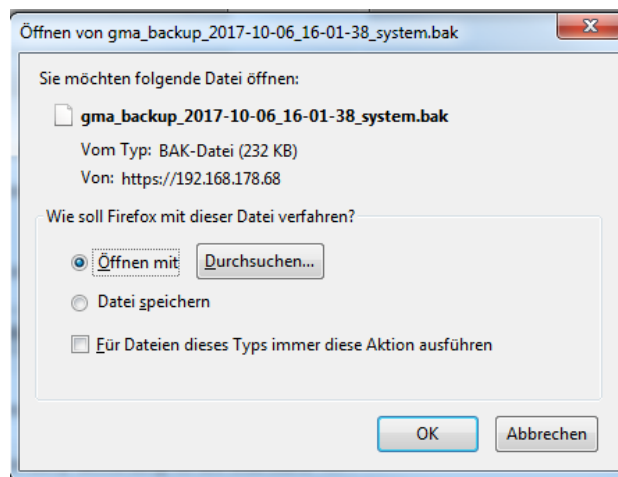 Öffnen von gma_backup_2017-10-06_16-01-38_system.bak
Sie möchten folgende Datei öffnen:
gma_backup_2017-10-06_16-01-38_system.bak
Vom Typ: BAK-Datei (232 KB)
Von: https://192.168.178.68
Wie soll Firefox mit dieser Datei verfahren?
Öffnen mit Durchsuchen...
Datei speichern
Für Dateien dieses Typs immer diese Aktion ausführen
OK Abbrechen